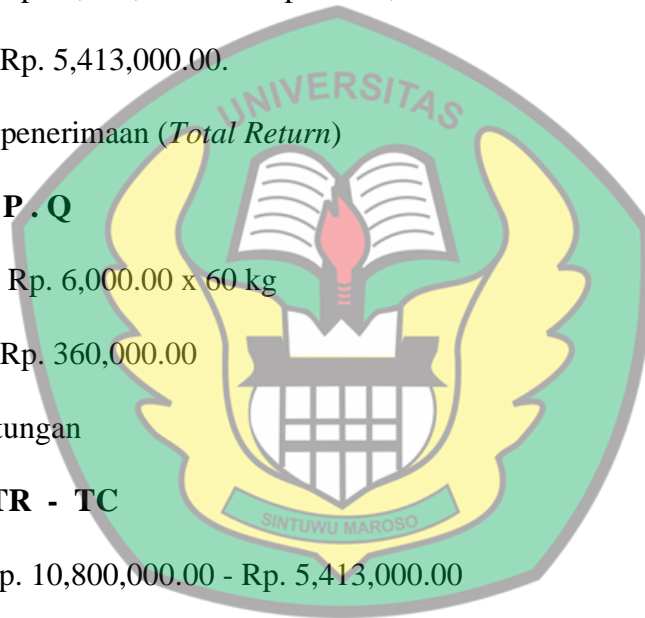 Rp. 5,413,000.00.
penerimaan (Total Return)
P . Q
Rp. 6,000.00 x 60 kg
Rp. 360,000.00
tungan
TR - TC
p. 10,800,000.00 - Rp. 5,413,000.00
UNIVERSITAS
SINTUWU MAROSO